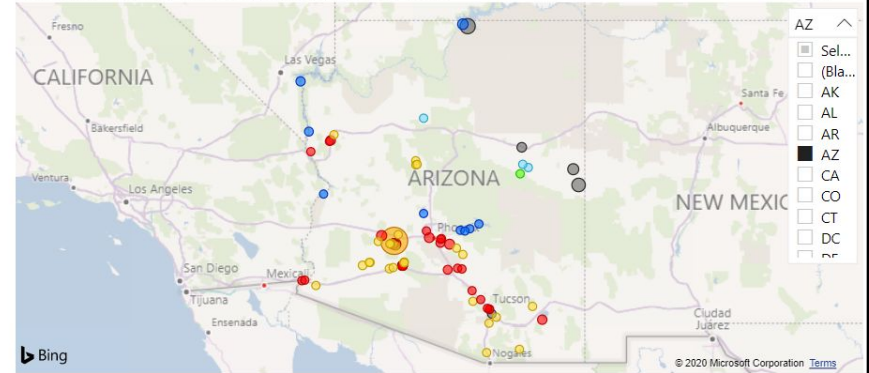 Fresno
Las Vegas
CALIFORNIA
Santa Fe
Bakersfield
Albuquerque
Ventura
ARIZONA
Los Angeles
NEW MEXIC
Pho
San Diego
Mexicali
Tijuana
Tucson
Ensenada
Ciudad
Juárez
Nogales
Bing
© 2020 Microsoft Corporation Terms
AZ
Sel...
(Bla...
AK
AL
AR
AZ
CA
CO
CT
DC
DE